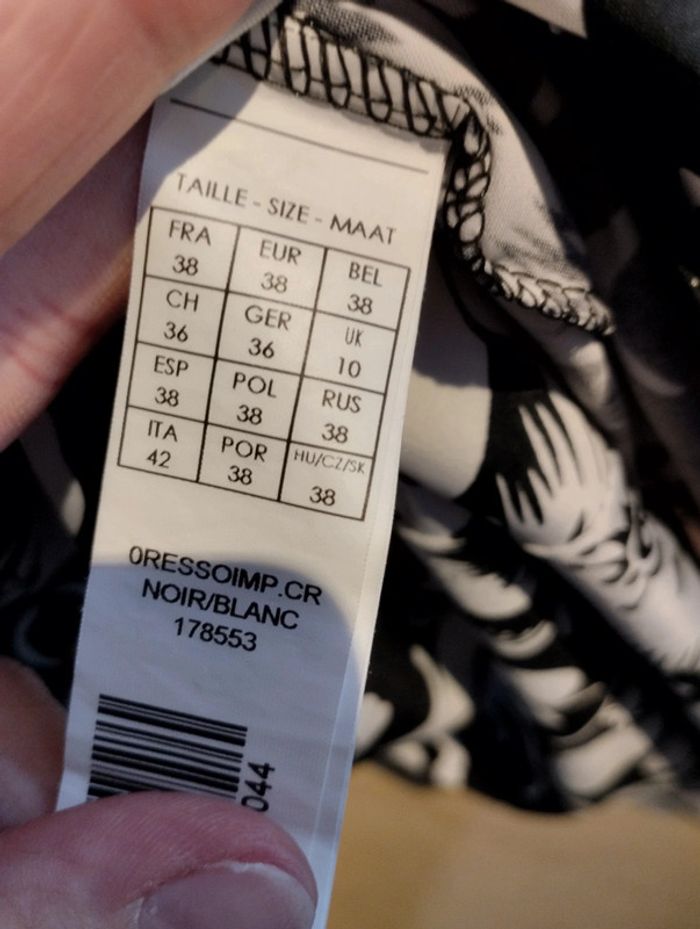 TAILLE - SIZE - MAAT
FRA EUR BEL
38 38 38
CH GER UK
36 36 10
ESP POL RUS
38 38 38
ITA POR HU/CZ/SK
42 38 38
0RESSOIMP.CR
NOIR/BLANC
178553
044